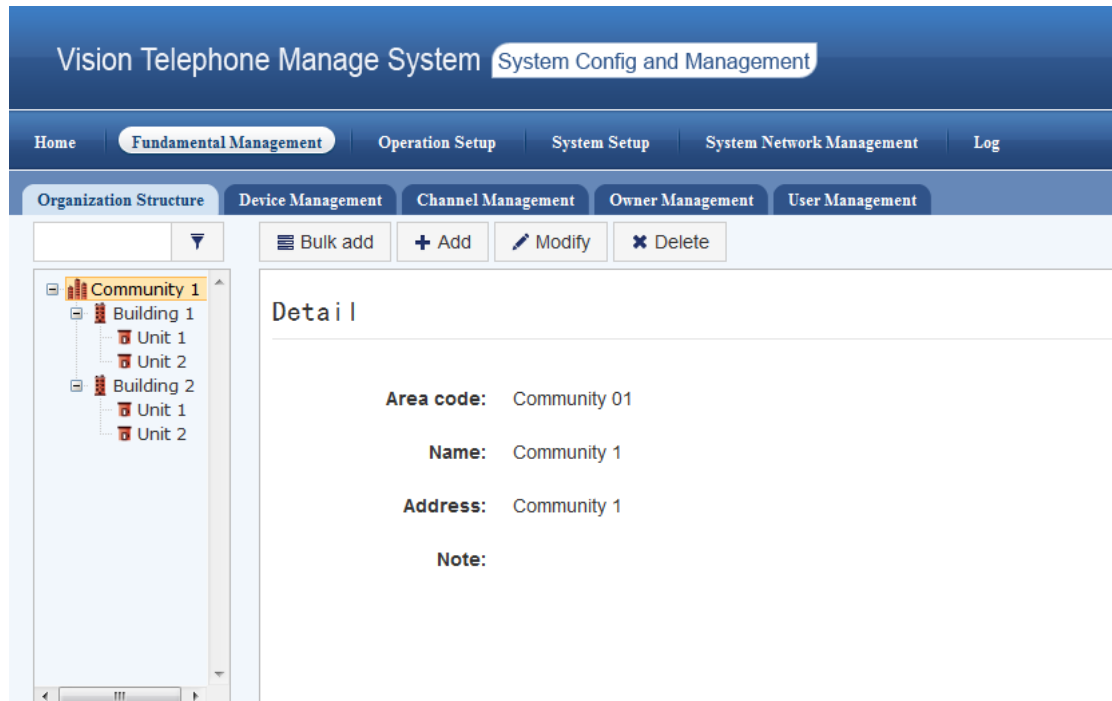 Vision Telephone Manage System System Config and Management
Home Fundamental Management Operation Setup System Setup System Network Management Log
Organization Structure Device Management Channel Management Owner Management User Management
Bulk add Add Modify Delete
Community 1
Building 1
Unit 1
Unit 2
Building 2
Unit 1
Unit 2
Detail
Area code: Community 01
Name: Community 1
Address: Community 1
Note: